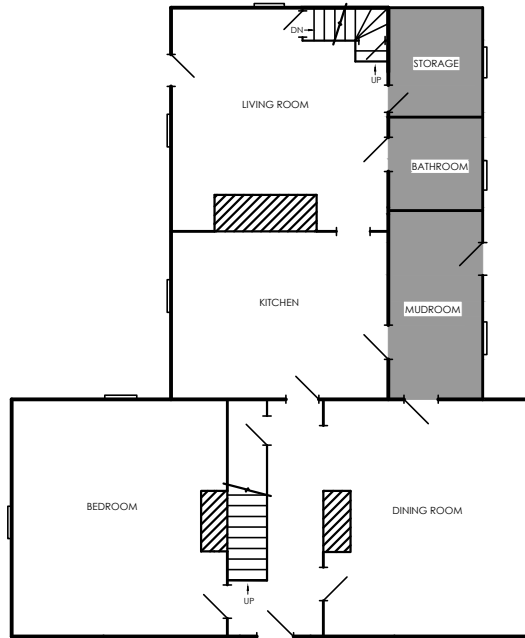 DN
STORAGE
UP
LIVING ROOM
BATHROOM
KITCHEN
MUDROOM
BEDROOM
DINING ROOM
UP